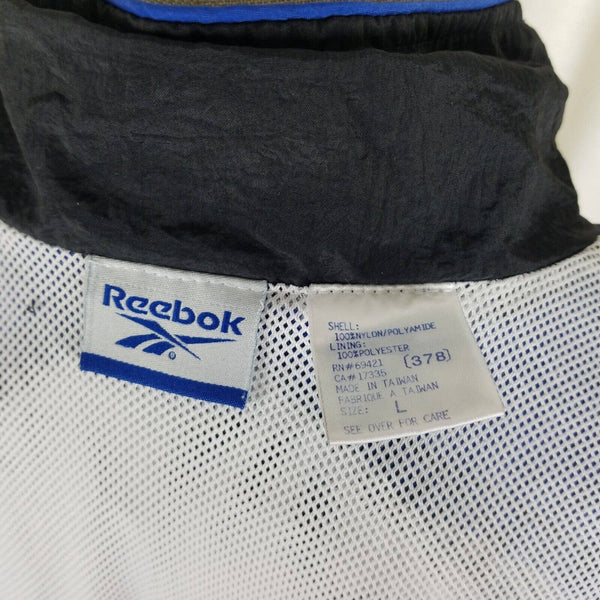 Reebok
®
SHELL:
100%NYLON/POLYAMIDE
LINING:
100%POLYESTER
RN#69421 [378]
CA#17335
MADE IN TAIWAN
FABRIQUE A TAIWAN
SIZE: L
SEE OVER FOR CARE